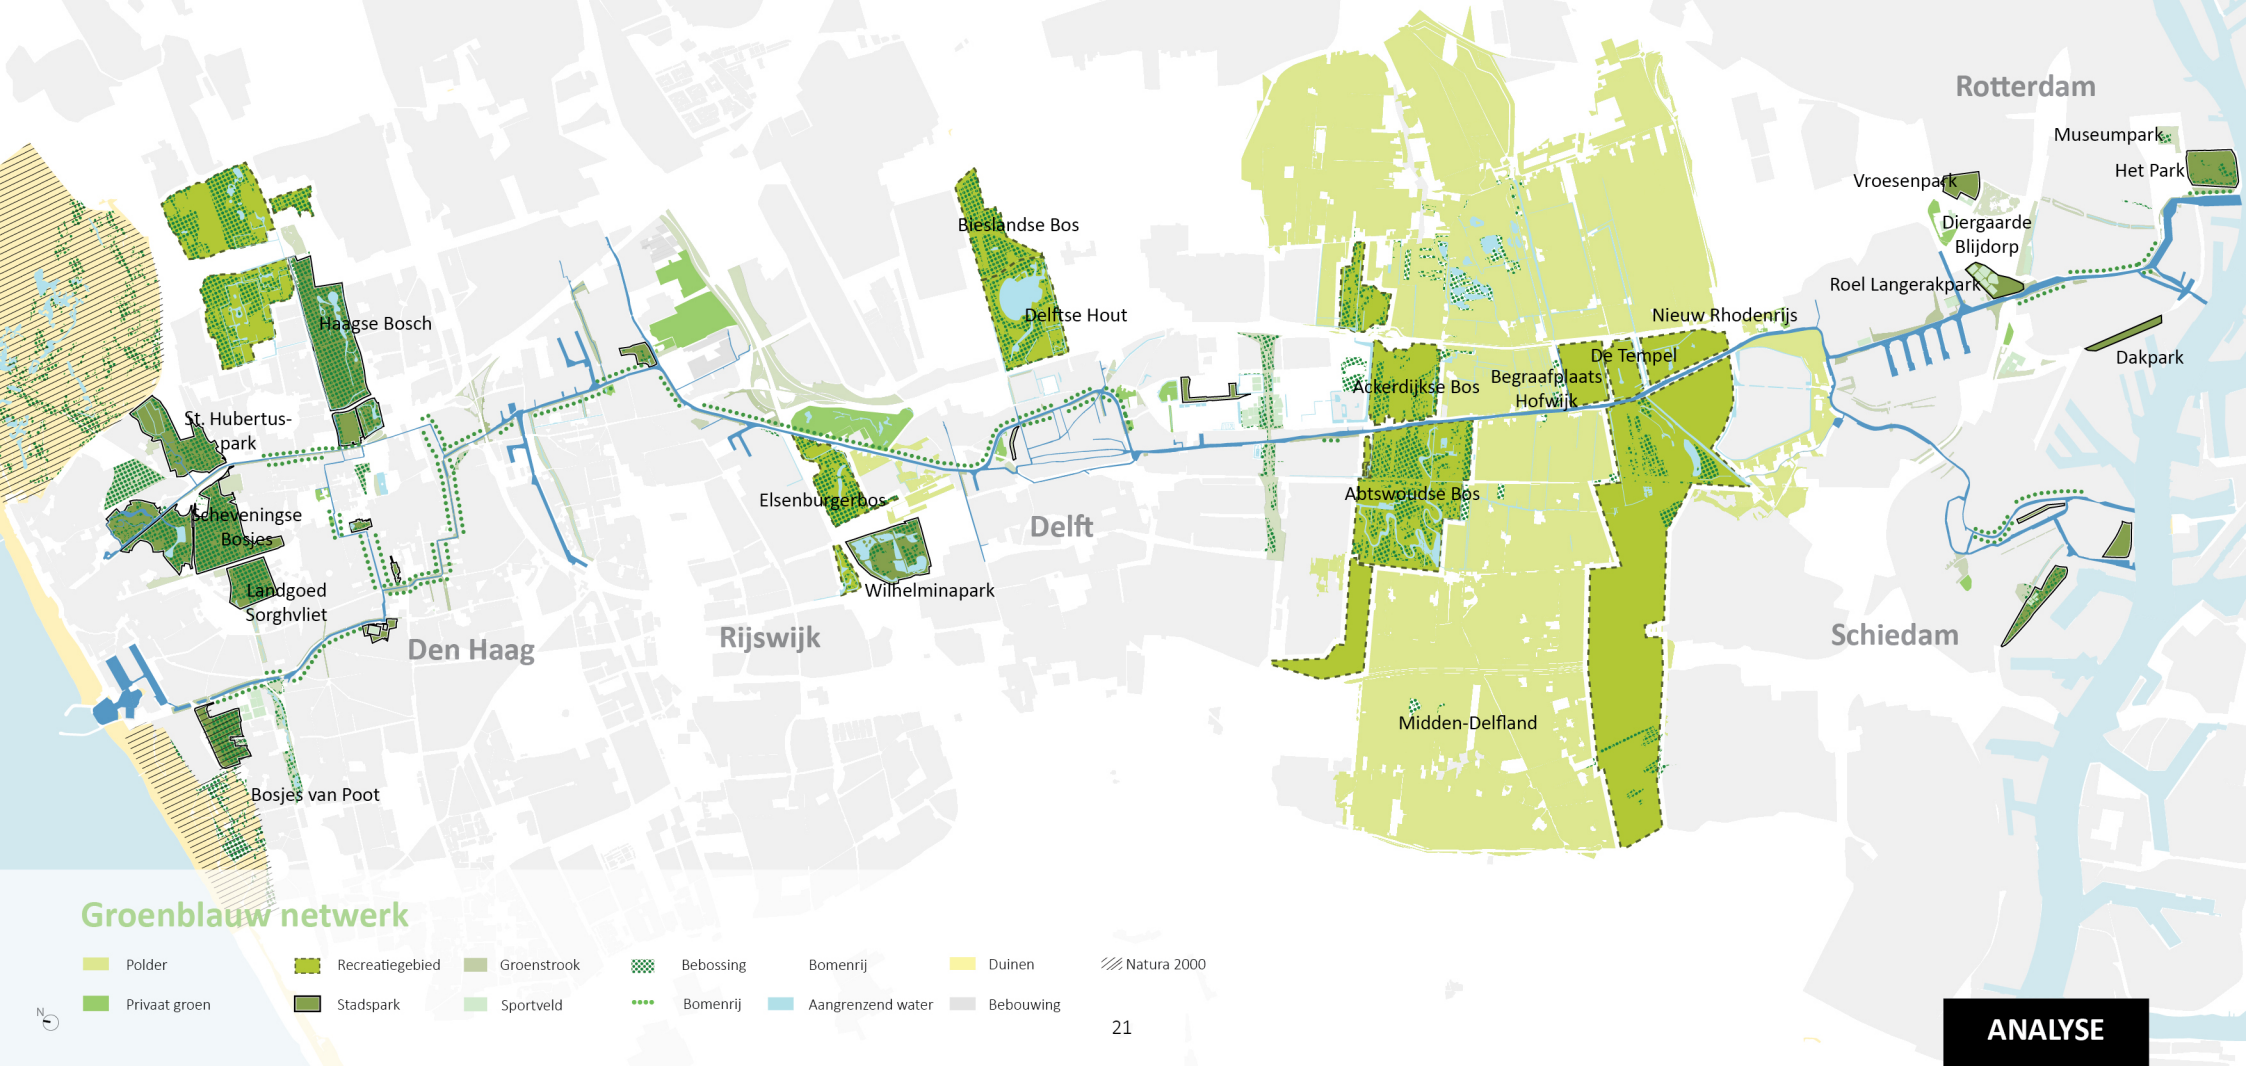 Rotterdam
Museumpark
Het Park
Vroesenpark
Diergaarde
Blijdorp
Roel Langerakpark
Dakpark
Bieslandse Bos
Delftse Hout
Haagse Bosch
Nieuw Rhodenrijs
De Tempel
Begraafplaats
Hofwijk
Ackerdijkse Bos
St. Hubertus-
park
Abtswoudse Bos
Elsenburgerbos
Scheveningse
Bosjes
Delft
Landgoed
Sorghvliet
Wilhelminapark
Den Haag
Rijswijk
Schiedam
Midden-Delfland
Bosjes van Poot
Groenblauw netwerk
Polder
Recreatiegebied
Groenstrook
Bebossing
Bomenrij
Duinen
Natura 2000
Privaat groen
Stadspark
Sportveld
Bomenrij
Aangrenzend water
Bebouwing
N
21
ANALYSE